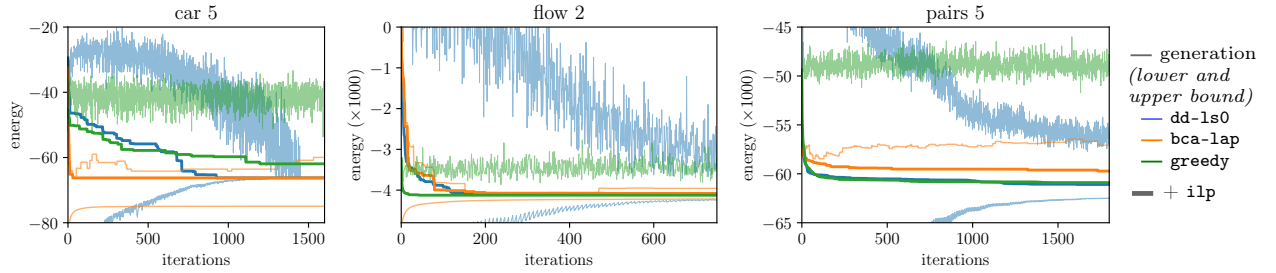 car 5
energy
−20
−40
−60
−80
0 500 1000 1500
iterations
flow 2
energy (×1000)
0
−1
−2
−3
−4
0 200 400 600
iterations
pairs 5
energy (×1000)
−45
−50
−55
−60
−65
0 500 1000 1500
iterations
generation
(lower and
upper bound)
dd-ls0
bca-lap
greedy
+ ilp